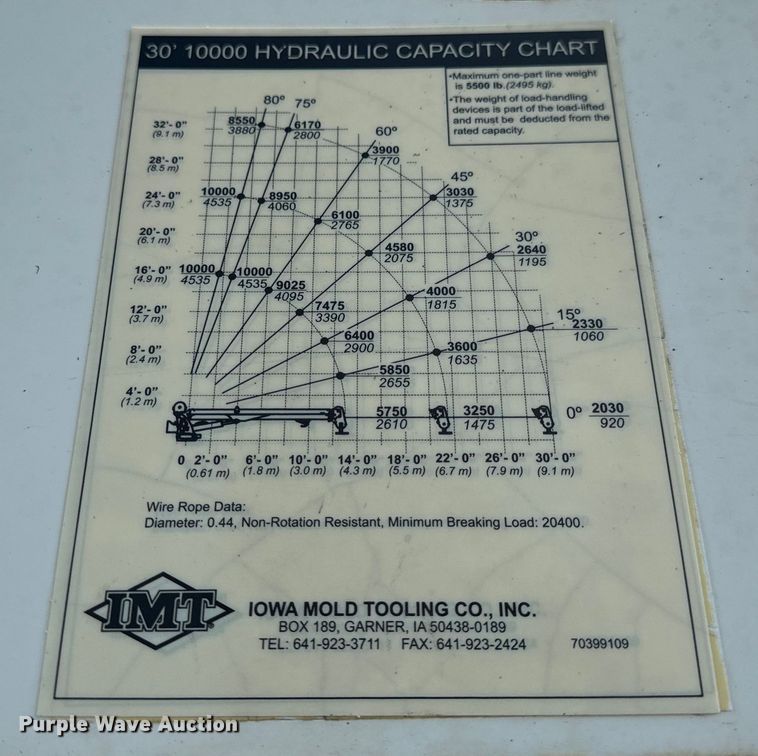 30' 10000 HYDRAULIC CAPACITY CHART
•Maximum one-part line weight
is 5500 lb.(2495 kg).
•The weight of load-handling
devices is part of the load-lifted
and must be deducted from the
rated capacity.
80º 75º
32'- 0" 8550 6170
(9.1 m) 3880 2800
60º
3900
1770
28'- 0"
(8.5 m)
45º
24'- 0" 10000 8950 3030
(7.3 m) 4535 4060 1375
6100
2765
20'- 0"
(6.1 m)
30º
4580 2640
2075 1195
16'- 0" 10000 10000
(4.9 m) 4535 4535
9025 4000
4095 1815
12'- 0" 7475 15º
(3.7 m) 3390 2330
1060
6400
2900
8'- 0" 3600
(2.4 m) 1635
5850
2655
4'- 0"
(1.2 m)
5750 3250 0º 2030
2610 1475 920
0 2'- 0" 6'- 0" 10'- 0" 14'- 0" 18'- 0" 22'- 0" 26'- 0" 30'- 0"
(0.61 m) (1.8 m) (3.0 m) (4.3 m) (5.5 m) (6.7 m) (7.9 m) (9.1 m)
Wire Rope Data:
Diameter: 0.44, Non-Rotation Resistant, Minimum Breaking Load: 20400.
IMT
IOWA MOLD TOOLING CO., INC.
BOX 189, GARNER, IA 50438-0189
TEL: 641-923-3711 FAX: 641-923-2424 70399109
Purple Wave Auction